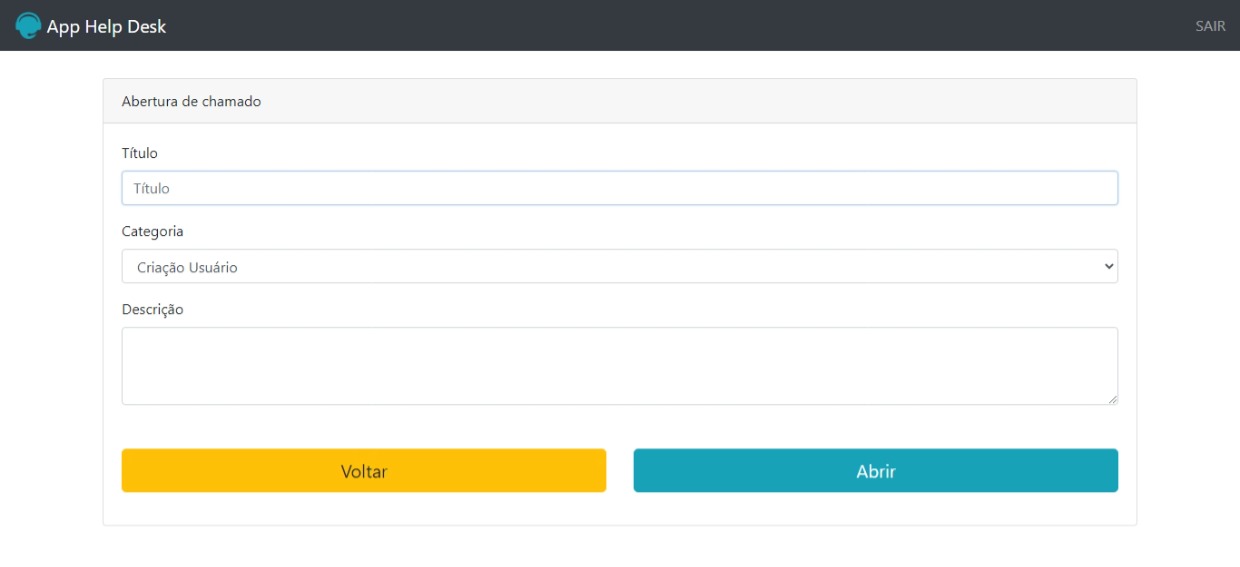 App Help Desk
SAIR
Abertura de chamado
Título
Título
Categoria
Criação Usuário
Descrição
Voltar
Abrir